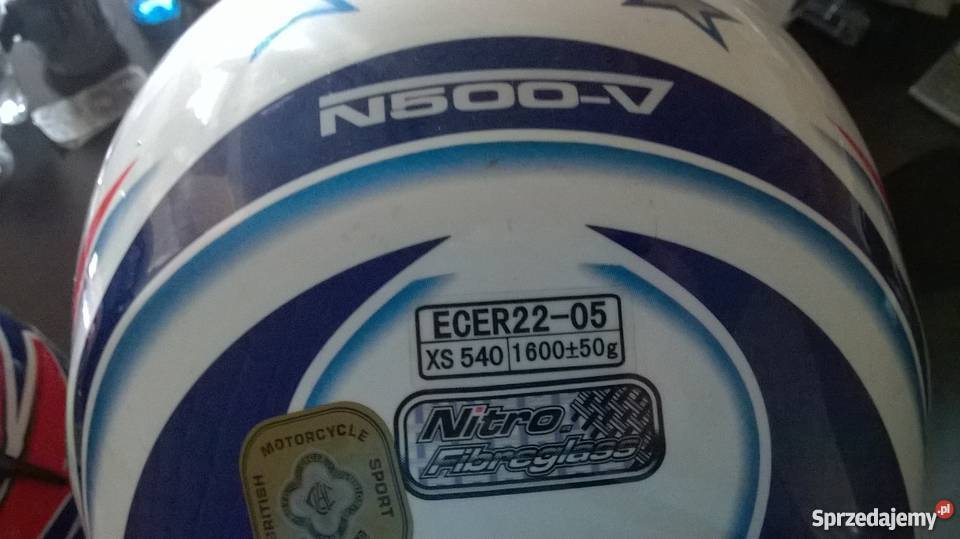 N500-V
ECER22-05
XS 540 1600±50g
Nitro.
Fibreglass
BRITISH MOTORCYCLE SPORT
Sprzedajemy.pl